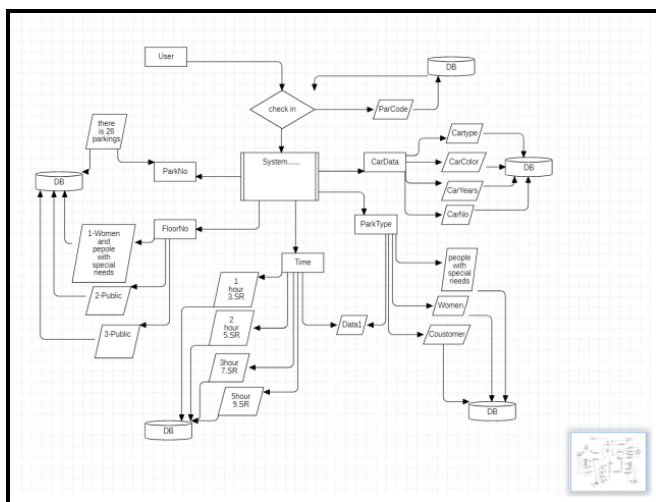 User
DB
check in
ParCode
there
is 28
parkings
Cartype
System......
CarData
CarColor
DB
ParkNo
DB
CarYears
CarNo
ParkType
FloorNo
1-Women
and
pepole
with
special
needs
people
with
special
needs
Time
1
hour
3.SR
2-Public
Women
2
hour
5.SR
Data1
Coustomer
3-Public
3hour
7.SR
5hour
9.SR
DB
DB